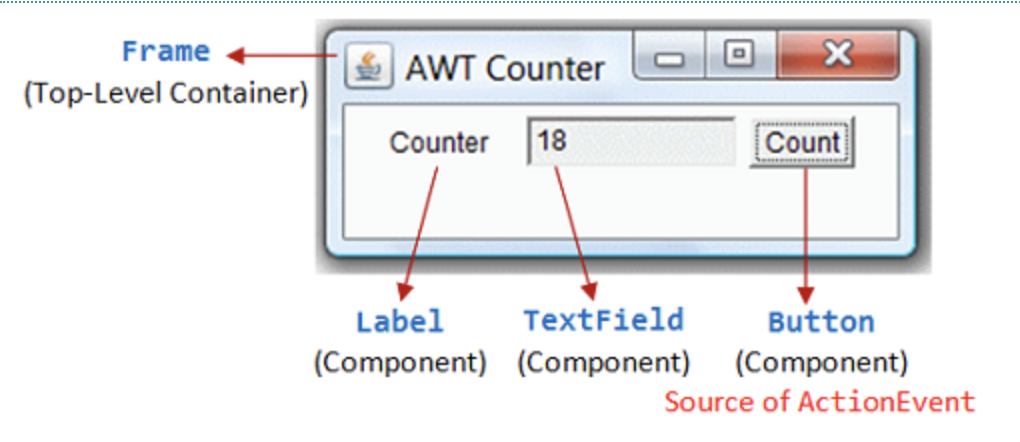 Frame
(Top-Level Container)
AWT Counter
Counter 18 Count
Label TextField Button
(Component) (Component) (Component)
Source of ActionEvent